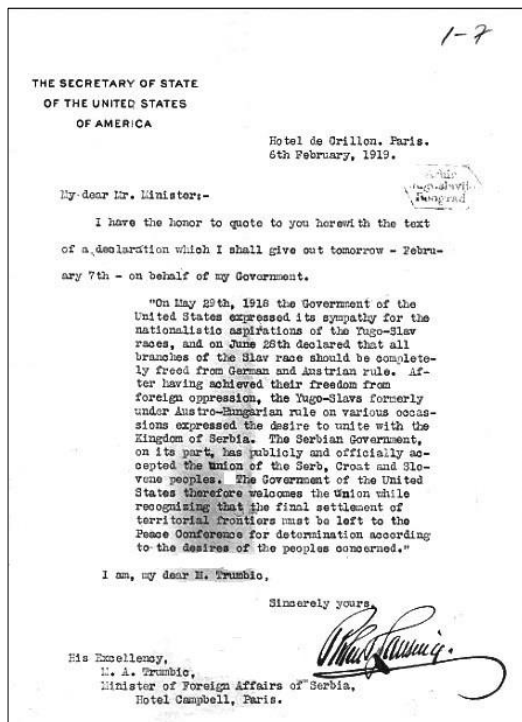 1-7
THE SECRETARY OF STATE
OF THE UNITED STATES
OF AMERICA
Hotel de Crillon. Paris.
6th February, 1919.
Beograd
My dear Mr. Minister:-
I have the honor to quote to you herewith the text
of a declaration which I shall give out tomorrow - Febru-
ary 7th - on behalf of my Government.
"On May 29th, 1918 the Government of the
United States expressed its sympathy for the
nationalistic aspirations of the Yugo-Slav
races, and on June 28th declared that all
branches of the Slav race should be complete-
ly freed from German and Austrian rule. Af-
ter having achieved their freedom from
foreign oppression, the Yugo-Slavs formerly
under Austro-Hungarian rule on various occas-
sions expressed the desire to unite with the
Kingdom of Serbia. The Serbian Government,
on its part, has publicly and officially ac-
cepted the union of the Serb, Croat and Slo-
vene peoples. The Government of the United
States therefore welcomes the Union while
recognizing that the final settlement of
territorial frontiers must be left to the
Peace Conference for determination according
to the desires of the peoples concerned."
I am, my dear M. Trumbic,
Sincerely yours,
Robert Lansing.
His Excellency,
M. A. Trumbic,
Minister of Foreign Affairs of Serbia,
Hotel Campbell, Paris.